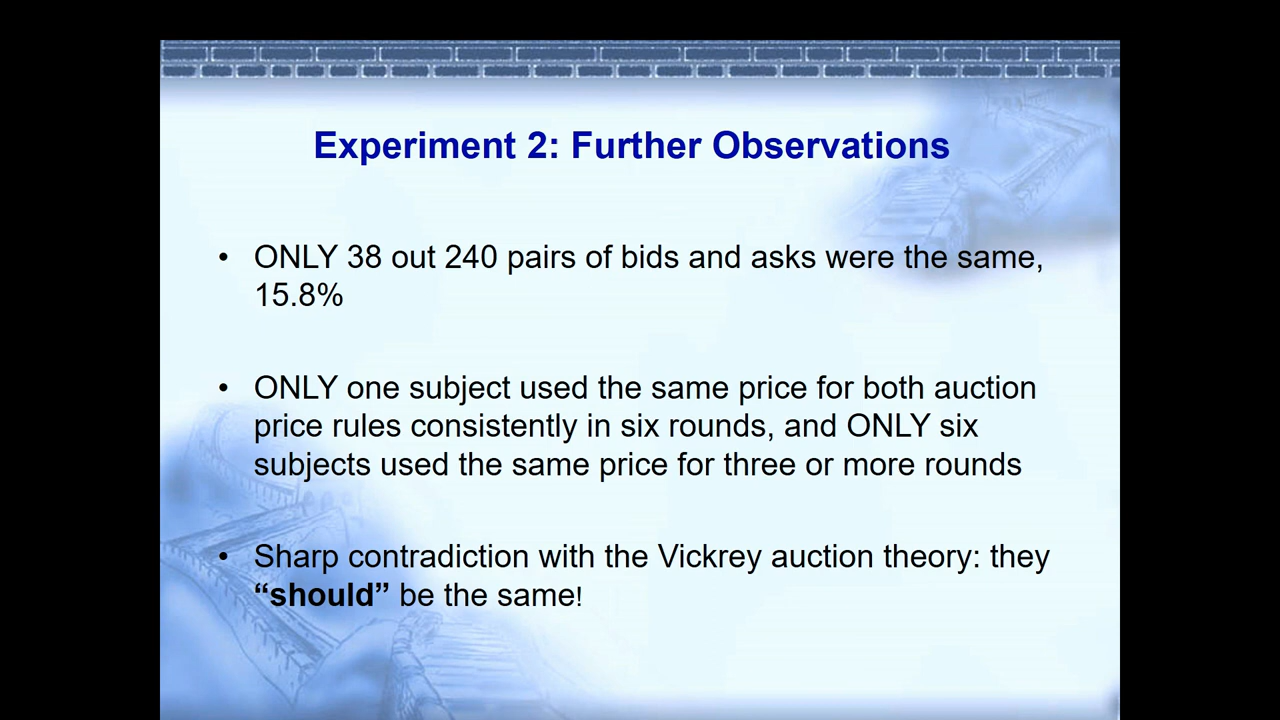 Experiment 2: Further Observations
• ONLY 38 out 240 pairs of bids and asks were the same,
15.8%
• ONLY one subject used the same price for both auction
price rules consistently in six rounds, and ONLY six
subjects used the same price for three or more rounds
• Sharp contradiction with the Vickrey auction theory: they
“should” be the same!